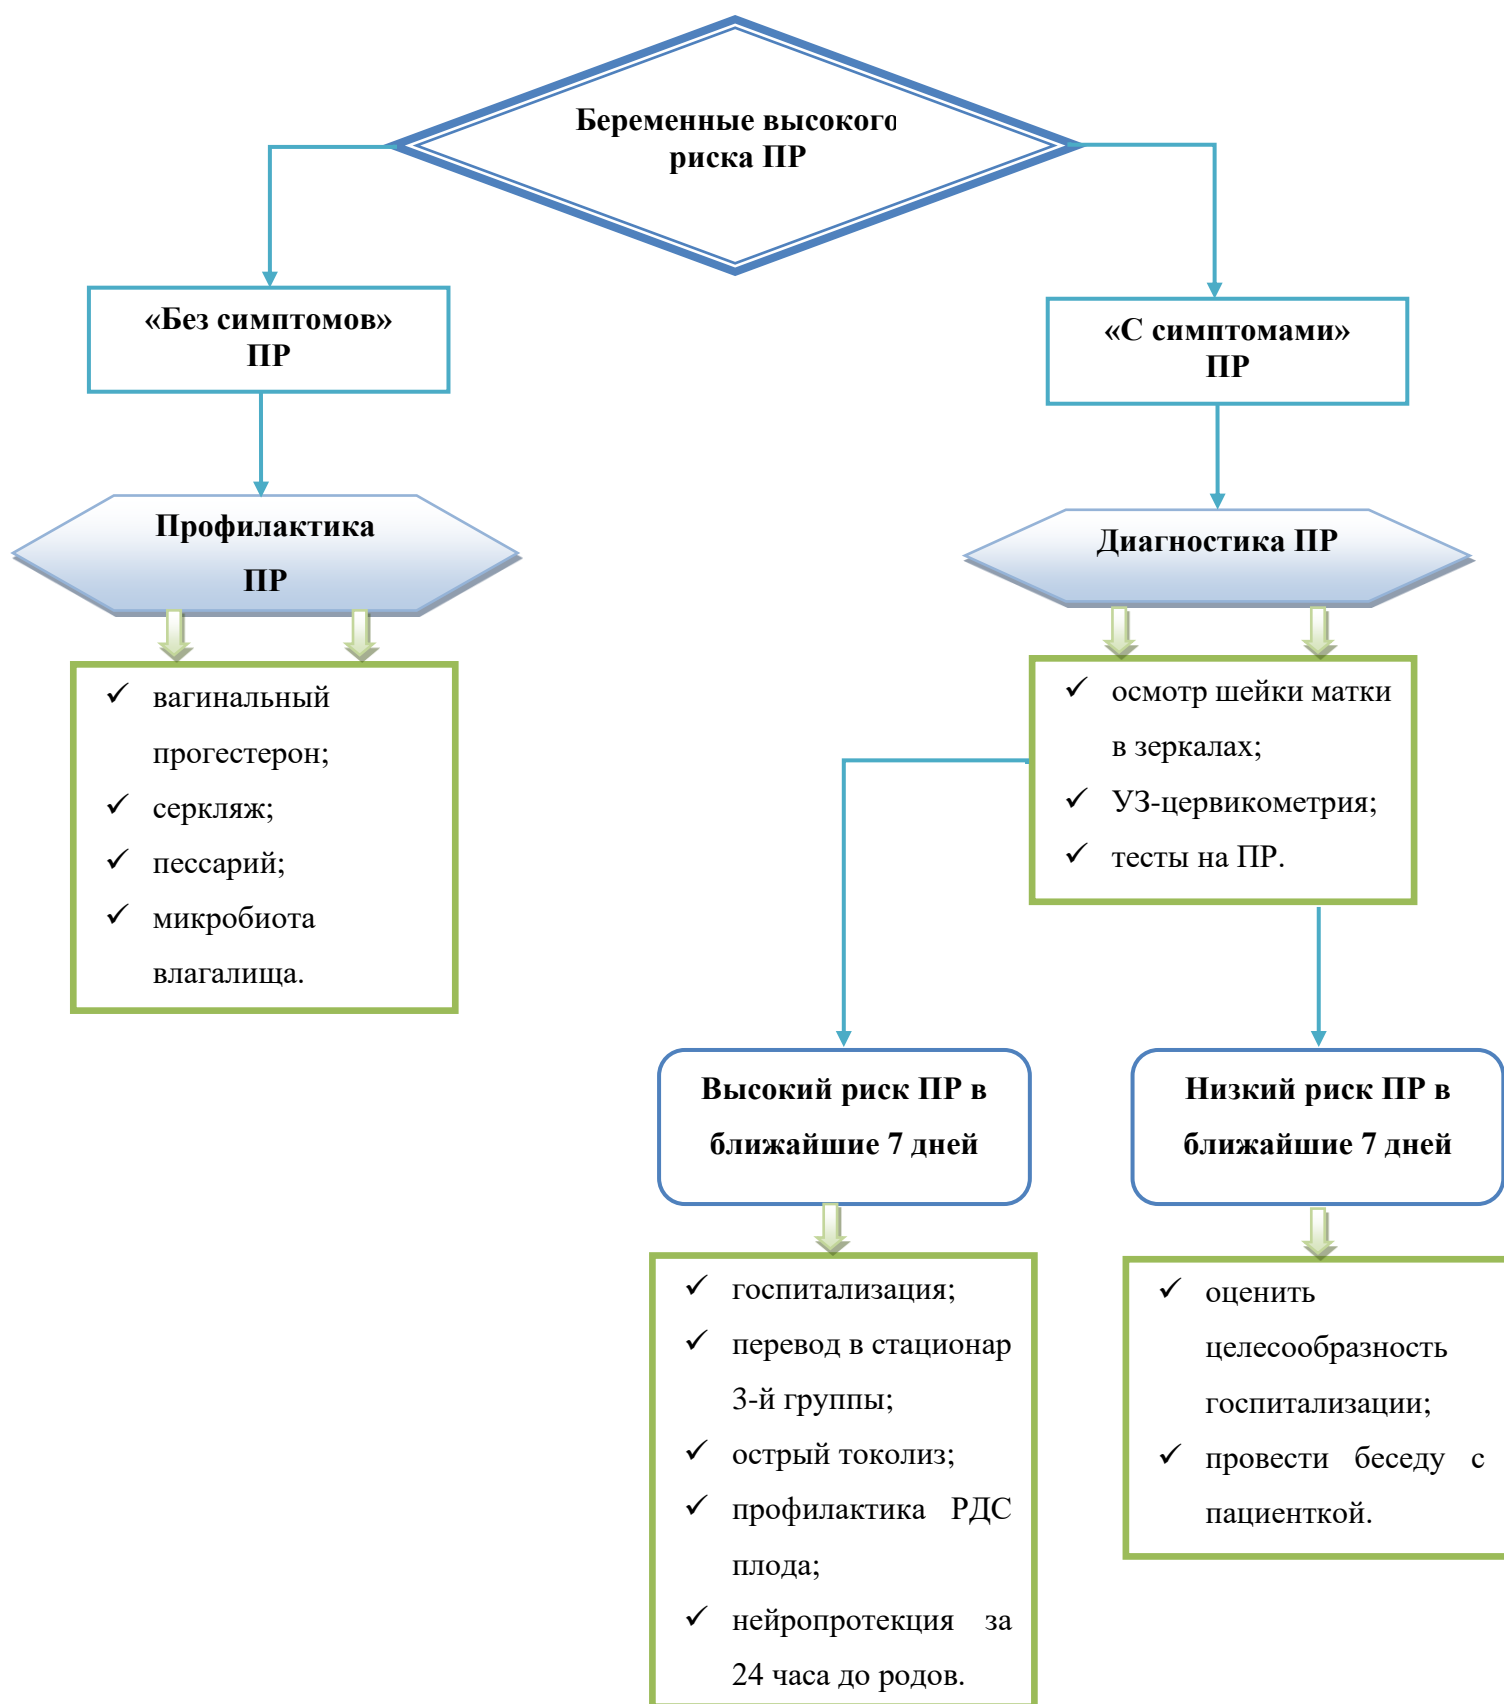 Беременные высокого
риска ПР
«Без симптомов»
ПР
«С симптомами»
ПР
Профилактика
ПР
Диагностика ПР
✓ вагинальный
прогестерон;
✓ серкляж;
✓ пессарий;
✓ микробиота
влагалища.
✓ осмотр шейки матки
в зеркалах;
✓ УЗ-цервикометрия;
✓ тесты на ПР.
Высокий риск ПР в
ближайшие 7 дней
Низкий риск ПР в
ближайшие 7 дней
✓ госпитализация;
✓ перевод в стационар
3-й группы;
✓ острый токолиз;
✓ профилактика РДС
плода;
✓ нейропротекция за
24 часа до родов.
✓ оценить
целесообразность
госпитализации;
✓ провести беседу с
пациенткой.